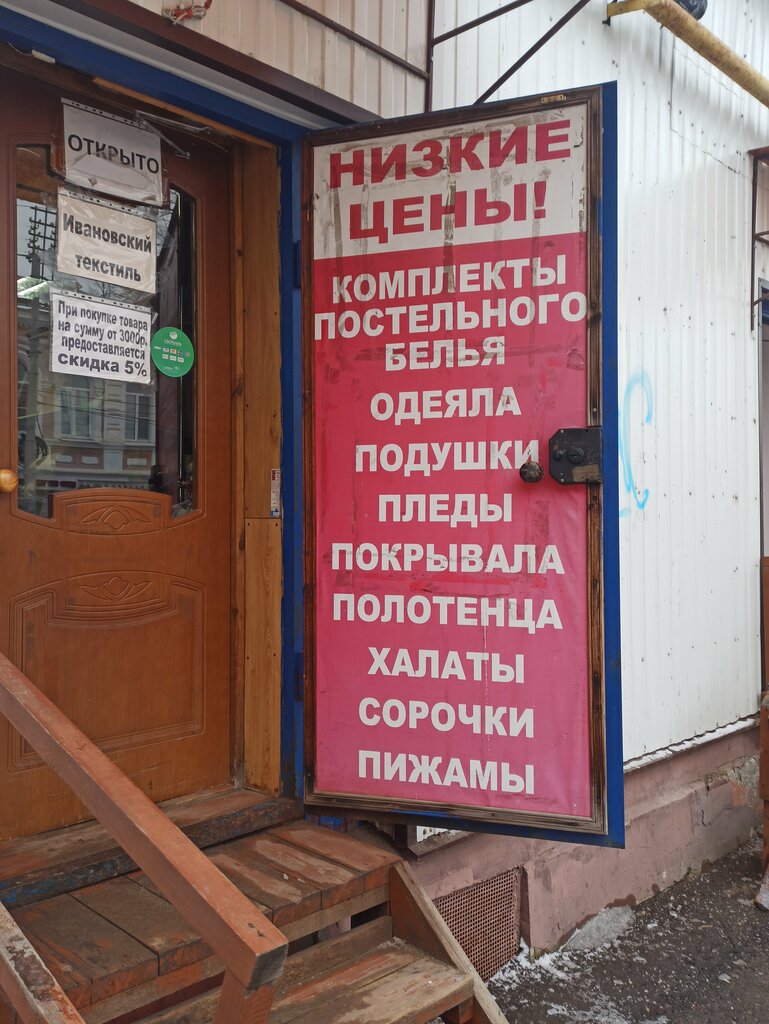 ОТКРЫТО
Ивановский
текстиль
При покупке товара
на сумму от 3000р.
предоставляется
скидка 5%
НИЗКИЕ
ЦЕНЫ!
КОМПЛЕКТЫ
ПОСТЕЛЬНОГО
БЕЛЬЯ
ОДЕЯЛА
ПОДУШКИ
ПЛЕДЫ
ПОКРЫВАЛА
ПОЛОТЕНЦА
ХАЛАТЫ
СОРОЧКИ
ПИЖАМЫ